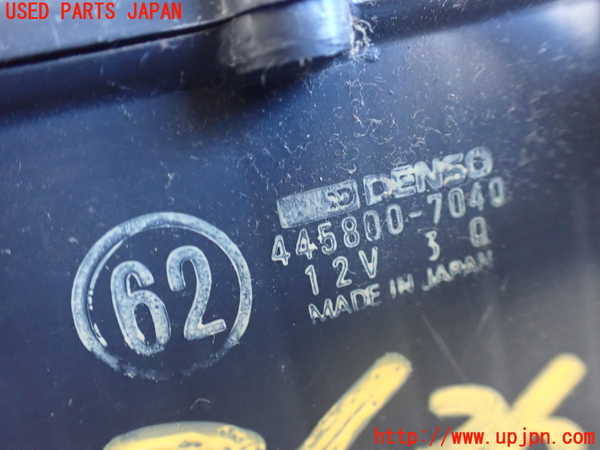 USED PARTS JAPAN
DENSO
445800-7040
62
12V 3 Q
MADE IN JAPAN
http://www.upjpn.com/